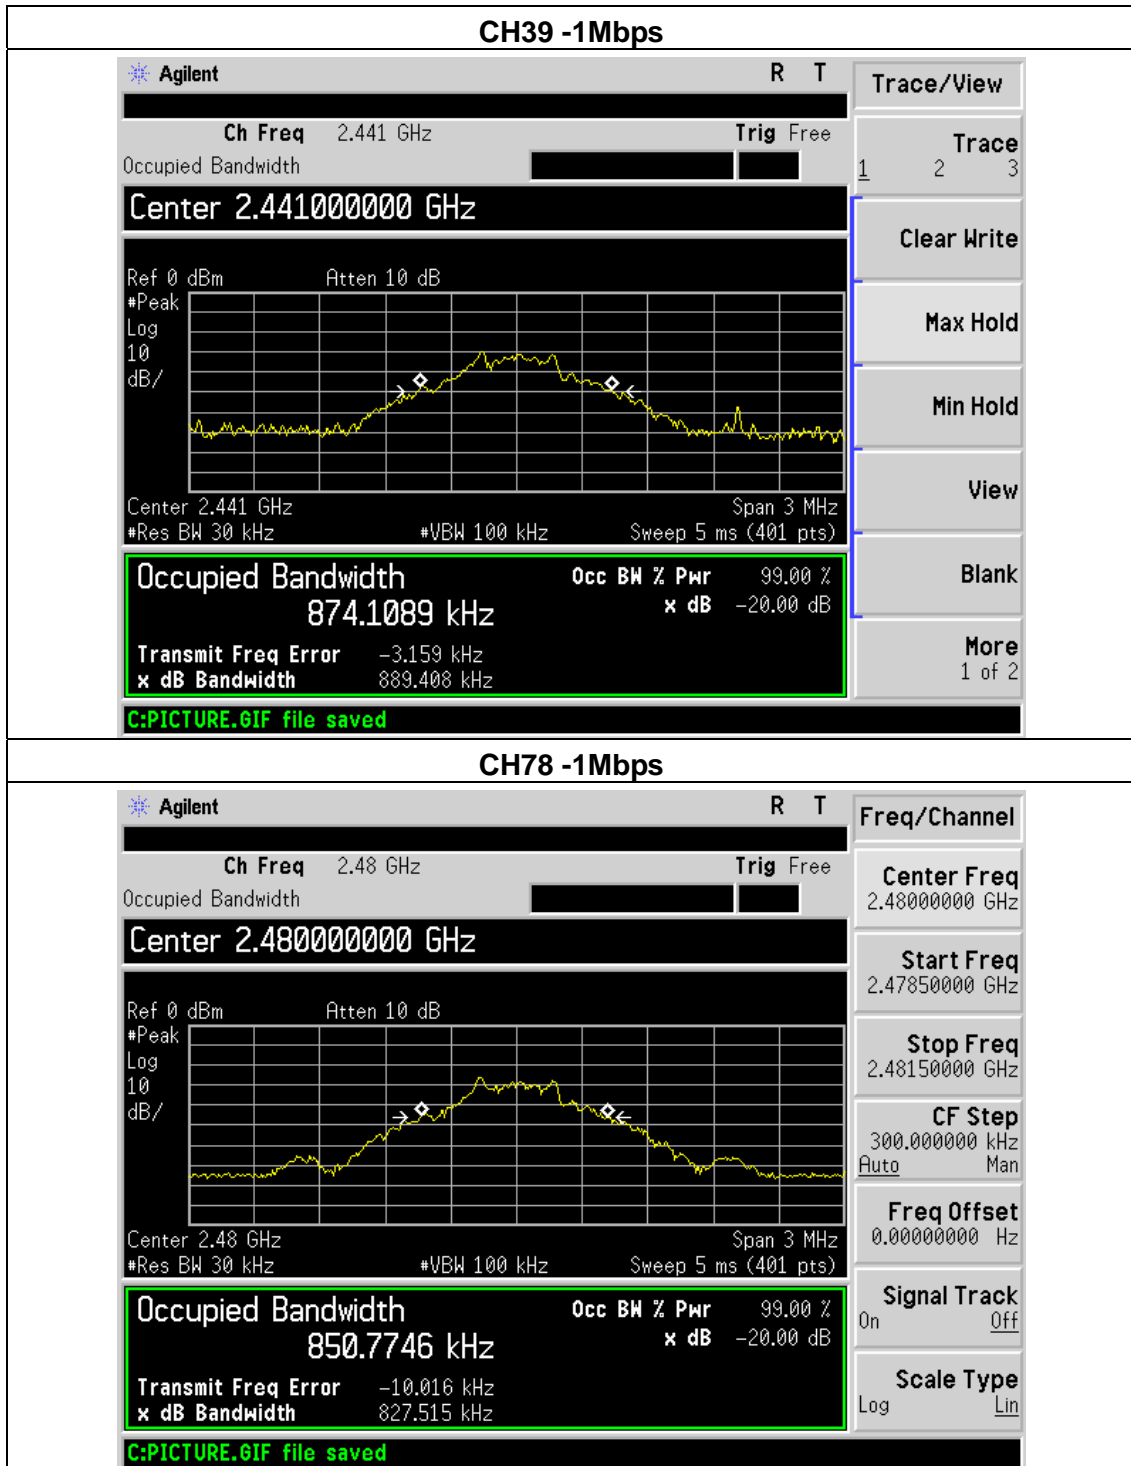 CH39 -1Mbps
Agilent R T Trace/View
Ch Freq 2.441 GHz Trig Free
Occupied Bandwidth
Trace
1 2 3
Center 2.441000000 GHz
Clear Write
Ref 0 dBm Atten 10 dB
#Peak
Log
10
dB/
Max Hold
Min Hold
View
Center 2.441 GHz Span 3 MHz
#Res BW 30 kHz #VBW 100 kHz Sweep 5 ms (401 pts)
Occupied Bandwidth Occ BW % Pwr 99.00 %
874.1089 kHz x dB -20.00 dB
Blank
Transmit Freq Error -3.159 kHz
x dB Bandwidth 889.408 kHz
More
1 of 2
C:PICTURE.GIF file saved
CH78 -1Mbps
Agilent R T Freq/Channel
Ch Freq 2.48 GHz Trig Free
Occupied Bandwidth
Center Freq
2.48000000 GHz
Center 2.480000000 GHz
Start Freq
2.47850000 GHz
Ref 0 dBm Atten 10 dB
#Peak
Log
10
dB/
Stop Freq
2.48150000 GHz
CF Step
300.000000 kHz
Auto Man
Freq Offset
0.00000000 Hz
Center 2.48 GHz Span 3 MHz
#Res BW 30 kHz #VBW 100 kHz Sweep 5 ms (401 pts)
Occupied Bandwidth Occ BW % Pwr 99.00 %
850.7746 kHz x dB -20.00 dB
Signal Track
On Off
Transmit Freq Error -10.016 kHz
x dB Bandwidth 827.515 kHz
Scale Type
Log Lin
C:PICTURE.GIF file saved